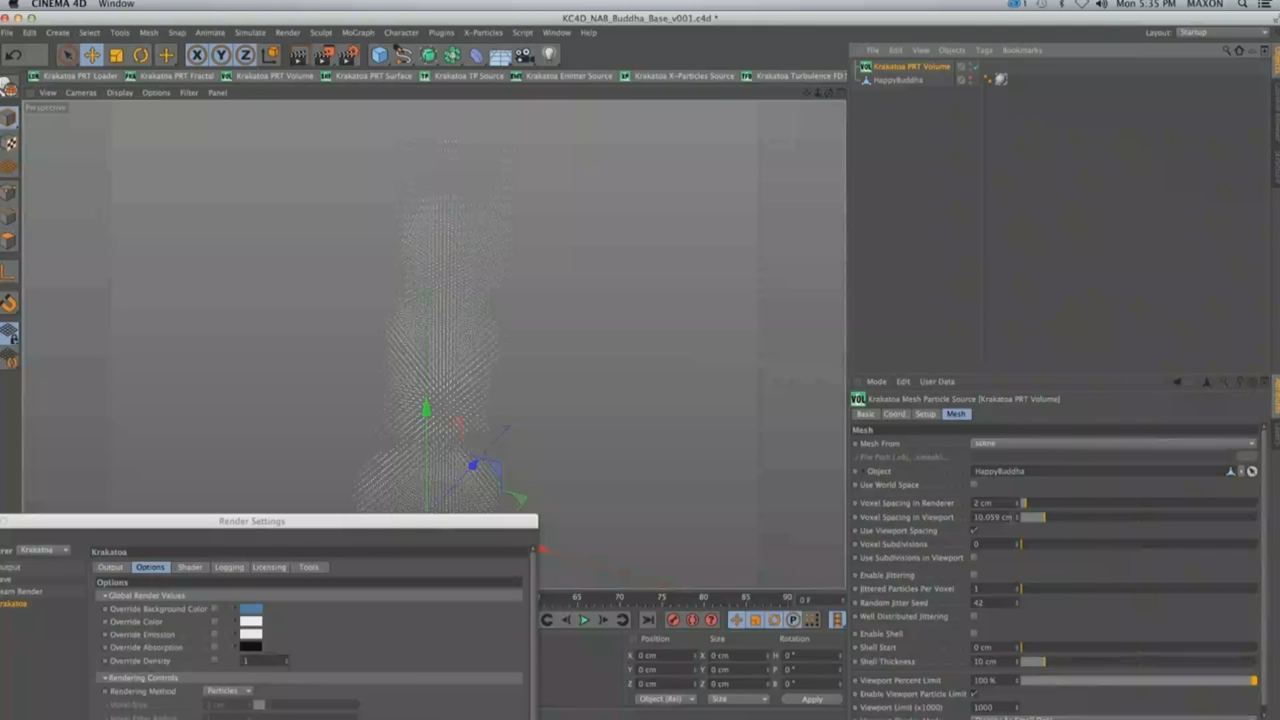 CINEMA 4D Window
Mon 5:35 PM MAXON
KC4D_NAB_Buddha_Base_v001.c4d *
File Edit Create Select Tools Mesh Snap Animate Simulate Render Sculpt MoGraph Character Plugins X-Particles Script Window Help
Layout: Startup
File Edit View Objects Tags Bookmarks
Krakatoa PRT Volume
HappyBuddha
Krakatoa PRT Loader Krakatoa PRT Fractal Krakatoa PRT Volume Krakatoa PRT Surface Krakatoa TP Source Krakatoa Emitter Source Krakatoa X-Particles Source Krakatoa Turbulence FD
View Cameras Display Options Filter Panel
Perspective
Mode Edit User Data
VOL Krakatoa Mesh Particle Source [Krakatoa PRT Volume]
Basic Coord Setup Mesh
Mesh
Mesh From Scene
Object HappyBuddha
Use World Space
Voxel Spacing in Renderer 2 cm
Voxel Spacing in Viewport 10.059 cm
Use Viewport Spacing
Voxel Subdivisions 0
Use Subdivisions in Viewport
Enable Jittering
Jittered Particles Per Voxel 1
Random Jitter Seed 42
Well Distributed Jittering
Enable Shell
Shell Start 0 cm
Shell Thickness 10 cm
Viewport Percent Limit 100 %
Enable Viewport Particle Limit
Viewport Limit (x1000) 1000
Render Settings
Krakatoa
Krakatoa
Output Options Shader Logging Licensing Tools
Options
Global Render Values
Override Background Color
Override Color
Override Emission
Override Absorption
Override Density 1
Rendering Controls
Rendering Method Particles
65 70 75 80 85 90 0 F
Position Size Rotation
X 0 cm X 0 cm H 0 °
Y 0 cm Y 0 cm P 0 °
Z 0 cm Z 0 cm B 0 °
Object (Rel) Size Apply